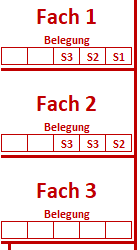 Fach 1
Belegung
S3 S2 S1
Fach 2
Belegung
S3 S3 S2
Fach 3
Belegung